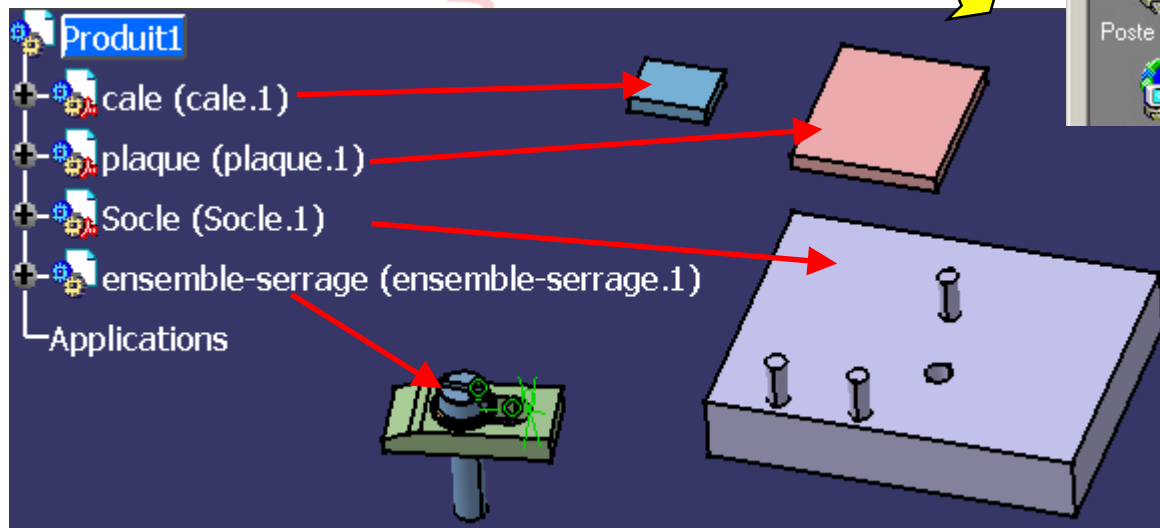 Produit1
Poste
cale (cale.1)
plaque (plaque.1)
Socle (Socle.1)
ensemble-serrage (ensemble-serrage.1)
Applications